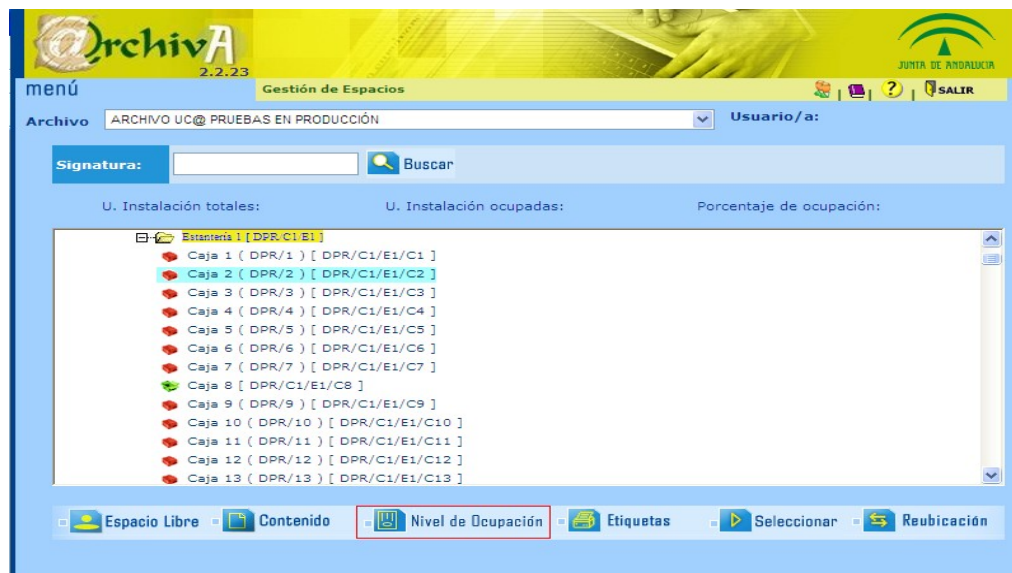 @rchivA
2.2.23
JUNTA DE ANDALUCIA
menú Gestión de Espacios ? SALIR
Archivo ARCHIVO UC@ PRUEBAS EN PRODUCCIÓN Usuario/a:
Signatura: Buscar
U. Instalación totales: U. Instalación ocupadas: Porcentaje de ocupación:
Estantería 1 [ DPR/C1/E1 ]
Caja 1 ( DPR/1 ) [ DPR/C1/E1/C1 ]
Caja 2 ( DPR/2 ) [ DPR/C1/E1/C2 ]
Caja 3 ( DPR/3 ) [ DPR/C1/E1/C3 ]
Caja 4 ( DPR/4 ) [ DPR/C1/E1/C4 ]
Caja 5 ( DPR/5 ) [ DPR/C1/E1/C5 ]
Caja 6 ( DPR/6 ) [ DPR/C1/E1/C6 ]
Caja 7 ( DPR/7 ) [ DPR/C1/E1/C7 ]
Caja 8 [ DPR/C1/E1/C8 ]
Caja 9 ( DPR/9 ) [ DPR/C1/E1/C9 ]
Caja 10 ( DPR/10 ) [ DPR/C1/E1/C10 ]
Caja 11 ( DPR/11 ) [ DPR/C1/E1/C11 ]
Caja 12 ( DPR/12 ) [ DPR/C1/E1/C12 ]
Caja 13 ( DPR/13 ) [ DPR/C1/E1/C13 ]
Espacio Libre Contenido Nivel de Ocupación Etiquetas Seleccionar Reubicación